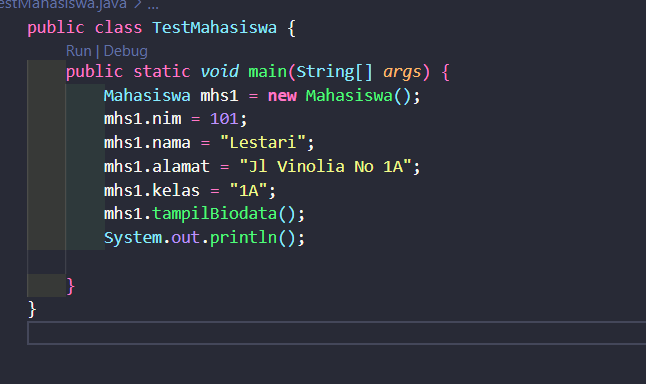 estMahasiswa.java > ...
public class TestMahasiswa {
Run | Debug
public static void main(String[] args) {
Mahasiswa mhs1 = new Mahasiswa();
mhs1.nim = 101;
mhs1.nama = "Lestari";
mhs1.alamat = "Jl Vinolia No 1A";
mhs1.kelas = "1A";
mhs1.tampilBiodata();
System.out.println();
}
}